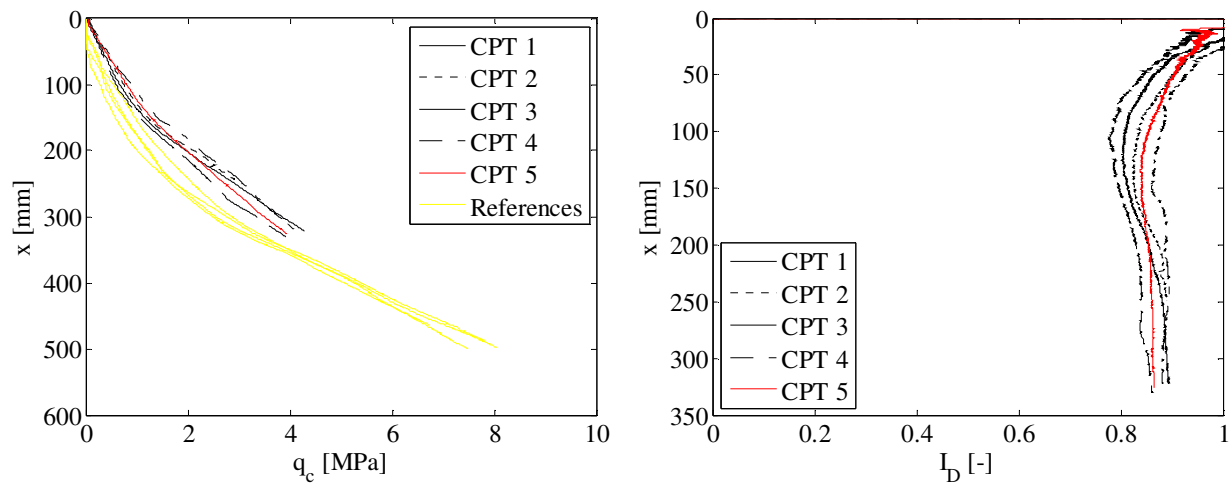 0
100
200
300
400
500
600
x [mm]
0
2
4
6
8
10
q_c [MPa]
CPT 1
CPT 2
CPT 3
CPT 4
CPT 5
References
0
50
100
150
200
250
300
350
x [mm]
0
0.2
0.4
0.6
0.8
1
I_D [-]
CPT 1
CPT 2
CPT 3
CPT 4
CPT 5